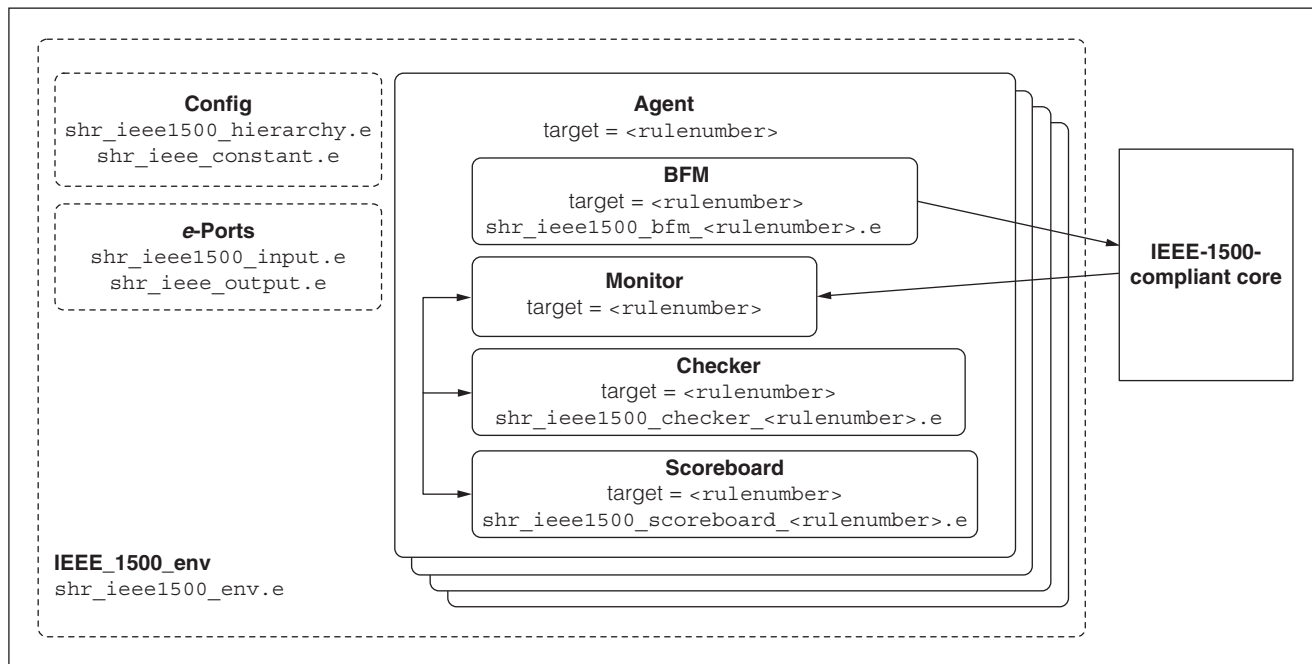 Config
shr_ieee1500_hierarchy.e
shr_ieee_constant.e
e-Ports
shr_ieee1500_input.e
shr_ieee_output.e
Agent
target = <rulenumber>
BFM
target = <rulenumber>
shr_ieee1500_bfm_<rulenumber>.e
Monitor
target = <rulenumber>
Checker
target = <rulenumber>
shr_ieee1500_checker_<rulenumber>.e
Scoreboard
target = <rulenumber>
shr_ieee1500_scoreboard_<rulenumber>.e
IEEE-1500-
compliant core
IEEE_1500_env
shr_ieee1500_env.e